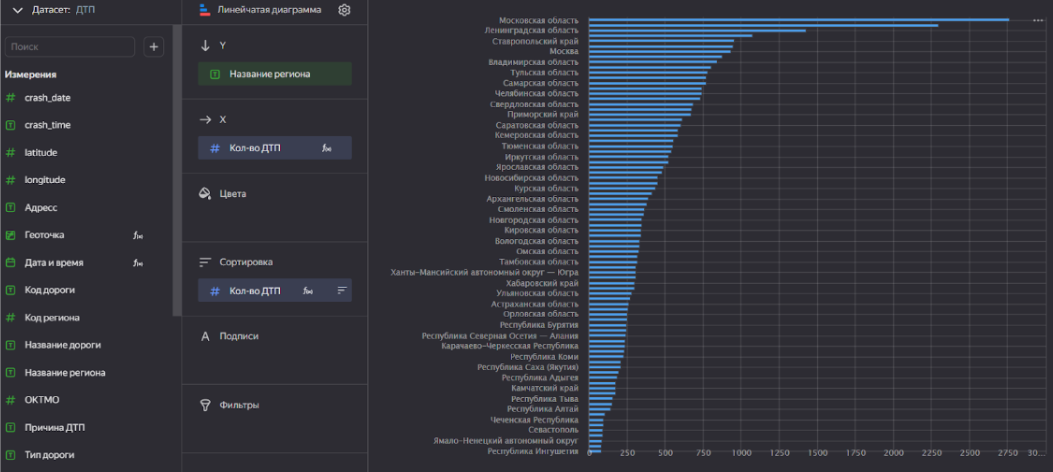 Датасет: ДТП
Поиск
+
Измерения
crash_date
crash_time
latitude
longitude
Адресс
Геоточка
Дата и время
Код дороги
Код региона
Название дороги
Название региона
ОКТМО
Причина ДТП
Тип дороги
Линейчатая диаграмма
Y
Название региона
X
Кол-во ДТП
Цвета
Сортировка
Кол-во ДТП
Подписи
Фильтры
Московская область
Ленинградская область
Ставропольский край
Москва
Владимирская область
Тульская область
Самарская область
Челябинская область
Свердловская область
Приморский край
Саратовская область
Кемеровская область
Тюменская область
Иркутская область
Ярославская область
Новосибирская область
Курская область
Архангельская область
Смоленская область
Новгородская область
Кировская область
Вологодская область
Омская область
Тамбовская область
Ханты-Мансийский автономный округ — Югра
Хабаровский край
Ульяновская область
Астраханская область
Орловская область
Республика Бурятия
Республика Северная Осетия — Алания
Карачаево-Черкесская Республика
Республика Коми
Республика Саха (Якутия)
Республика Адыгея
Камчатский край
Республика Тыва
Республика Алтай
Чеченская Республика
Севастополь
Ямало-Ненецкий автономный округ
Республика Ингушетия
0 250 500 750 1000 1250 1500 1750 2000 2250 2500 2750 30...